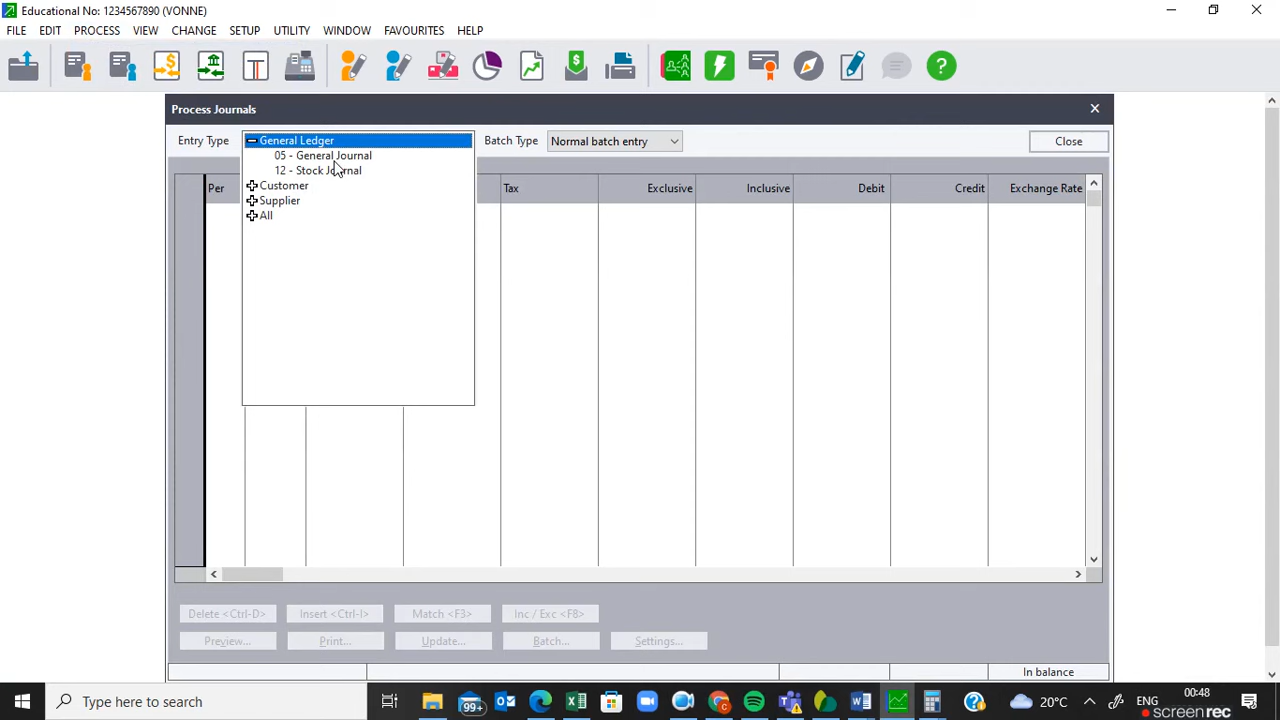 Educational No: 1234567890 (VONNE)
FILE EDIT PROCESS VIEW CHANGE SETUP UTILITY WINDOW FAVOURITES HELP
Process Journals
Entry Type General Ledger Batch Type Normal batch entry Close
05 - General Journal
12 - Stock Journal
Customer
Supplier
All
Per Tax Exclusive Inclusive Debit Credit Exchange Rate
Delete <Ctrl-D> Insert <Ctrl-I> Match <F3> Inc / Exc <F8>
Preview... Print... Update... Batch... Settings...
In balance
Type here to search 99+ 20°C ENG 00:48
screenrec